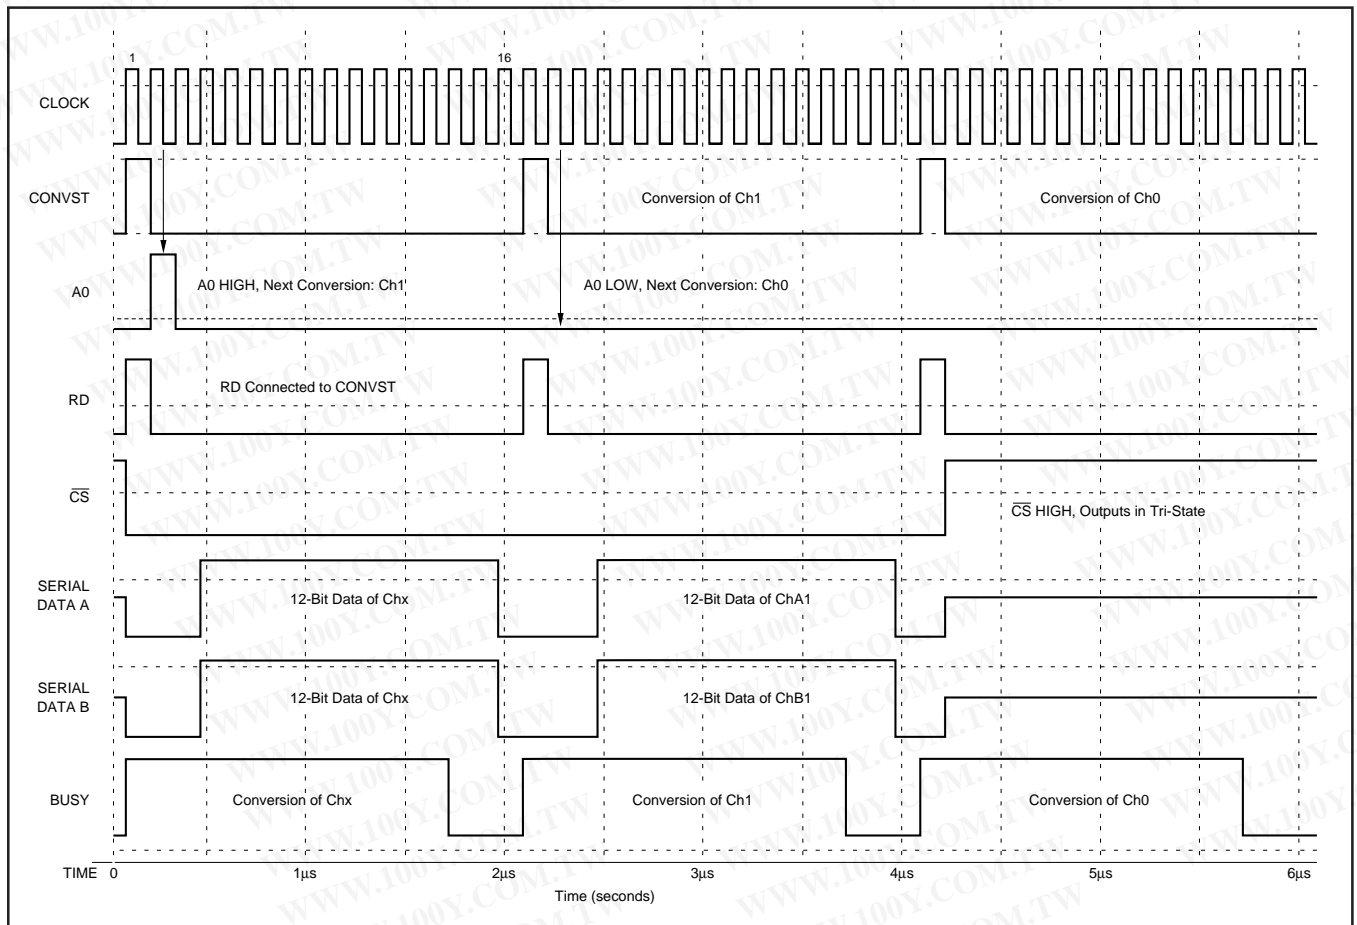 1
16
CLOCK
CONVST
Conversion of Ch1
Conversion of Ch0
A0
A0 HIGH, Next Conversion: Ch1
A0 LOW, Next Conversion: Ch0
RD
RD Connected to CONVST
CS
CS HIGH, Outputs in Tri-State
SERIAL
DATA A
12-Bit Data of Chx
12-Bit Data of ChA1
SERIAL
DATA B
12-Bit Data of Chx
12-Bit Data of ChB1
BUSY
Conversion of Chx
Conversion of Ch1
Conversion of Ch0
TIME 0 1µs 2µs 3µs 4µs 5µs 6µs
Time (seconds)
WWW.100Y.COM.TW